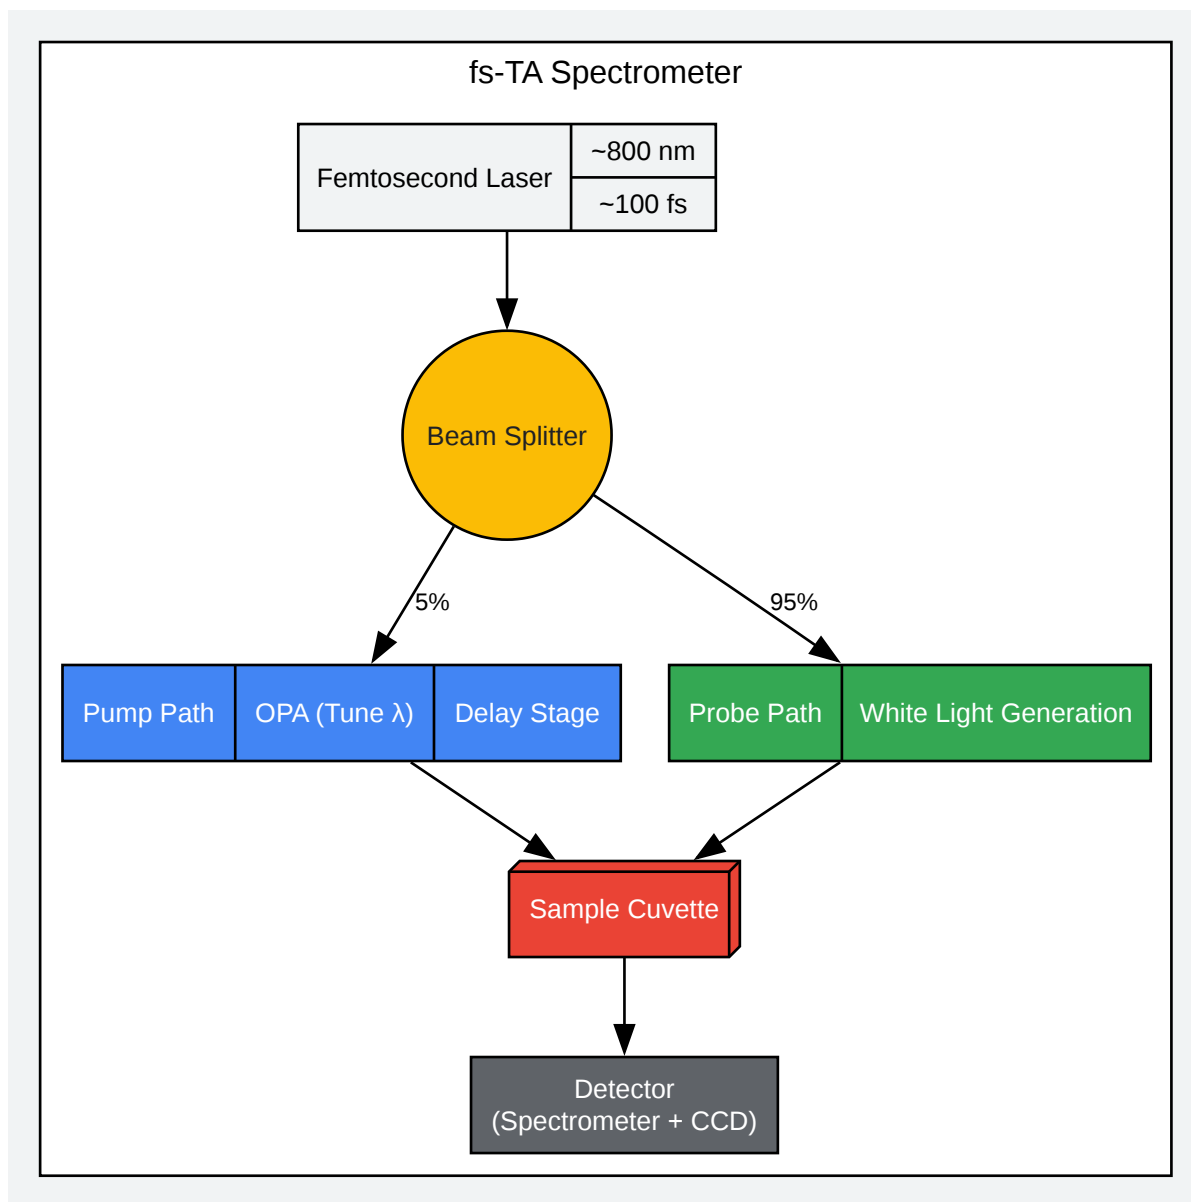 fs-TA Spectrometer
Femtosecond Laser
~800 nm
~100 fs
Beam Splitter
5%
95%
Pump Path
OPA (Tune λ)
Delay Stage
Probe Path
White Light Generation
Sample Cuvette
Detector
(Spectrometer + CCD)